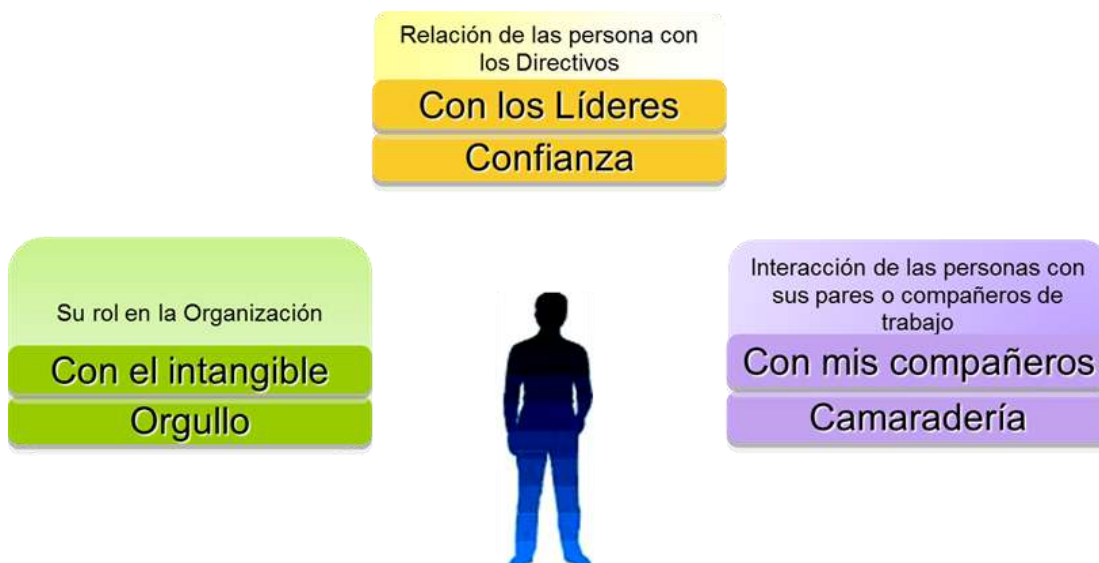 Relación de las persona con
los Directivos
Con los Líderes
Confianza
Su rol en la Organización
Con el intangible
Orgullo
Interacción de las personas con
sus pares o compañeros de
trabajo
Con mis compañeros
Camaradería